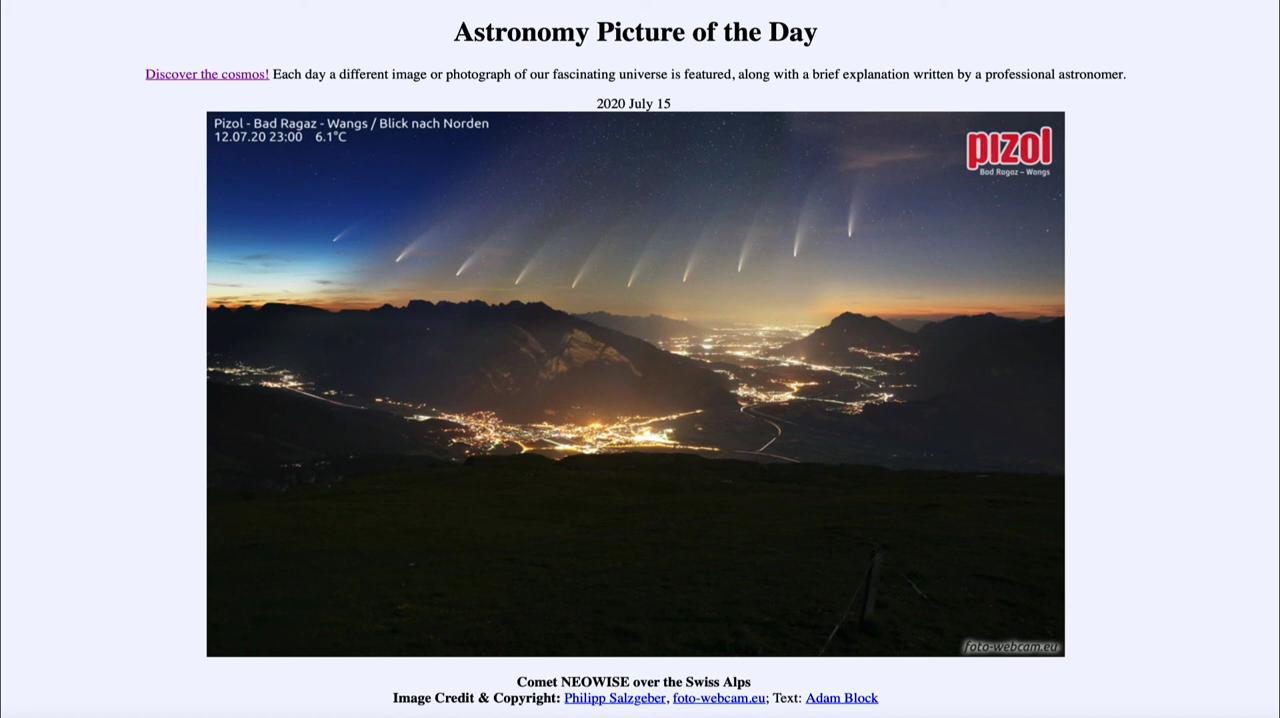 Astronomy Picture of the Day
Discover the cosmos! Each day a different image or photograph of our fascinating universe is featured, along with a brief explanation written by a professional astronomer.
2020 July 15
Pizol - Bad Ragaz - Wangs / Blick nach Norden
12.07.20 23:00 6.1°C
pizol
Bad Ragaz – Wangs
foto-webcam.eu
Comet NEOWISE over the Swiss Alps
Image Credit & Copyright: Philipp Salzgeber, foto-webcam.eu; Text: Adam Block